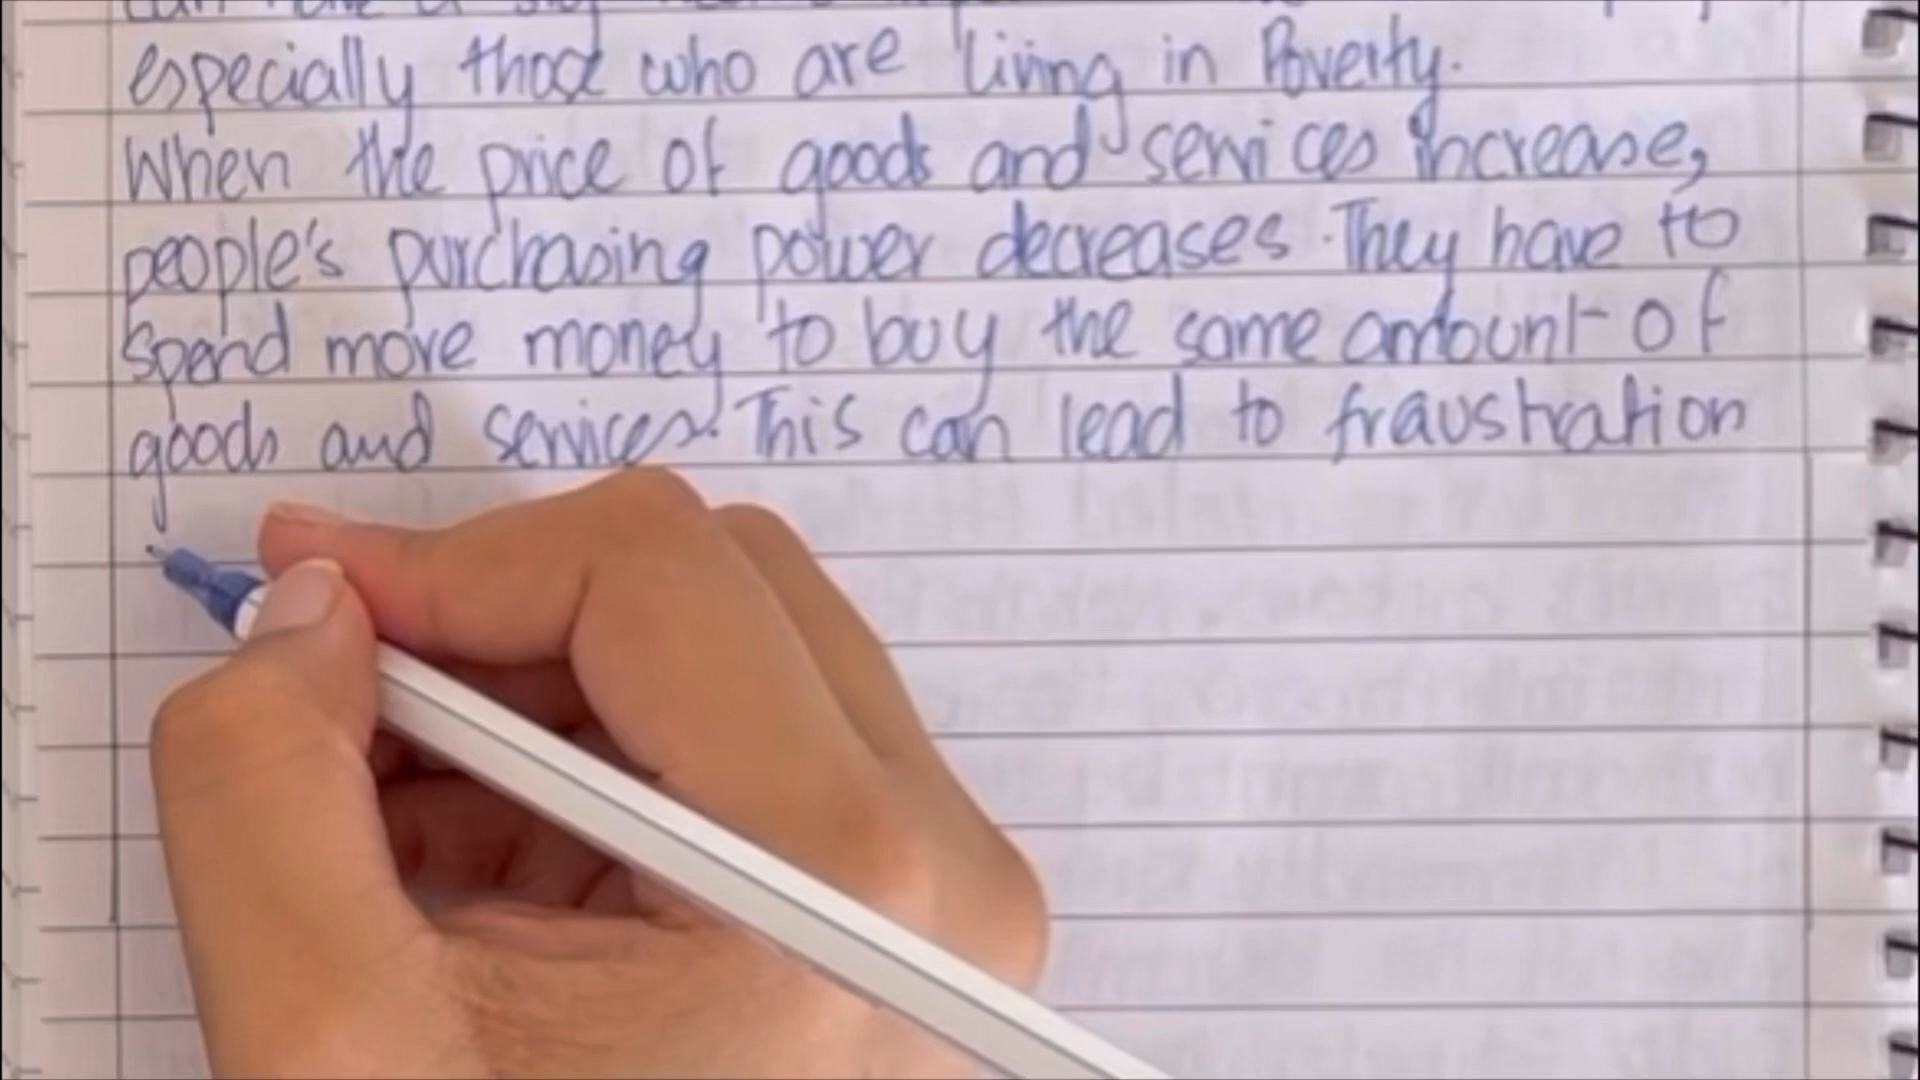 can have a
especially those who are living in Poverty.
When the price of goods and services increase,
people's purchasing power decreases. They have to
spend more money to buy the same amount of
goods and services. This can lead to fraustration